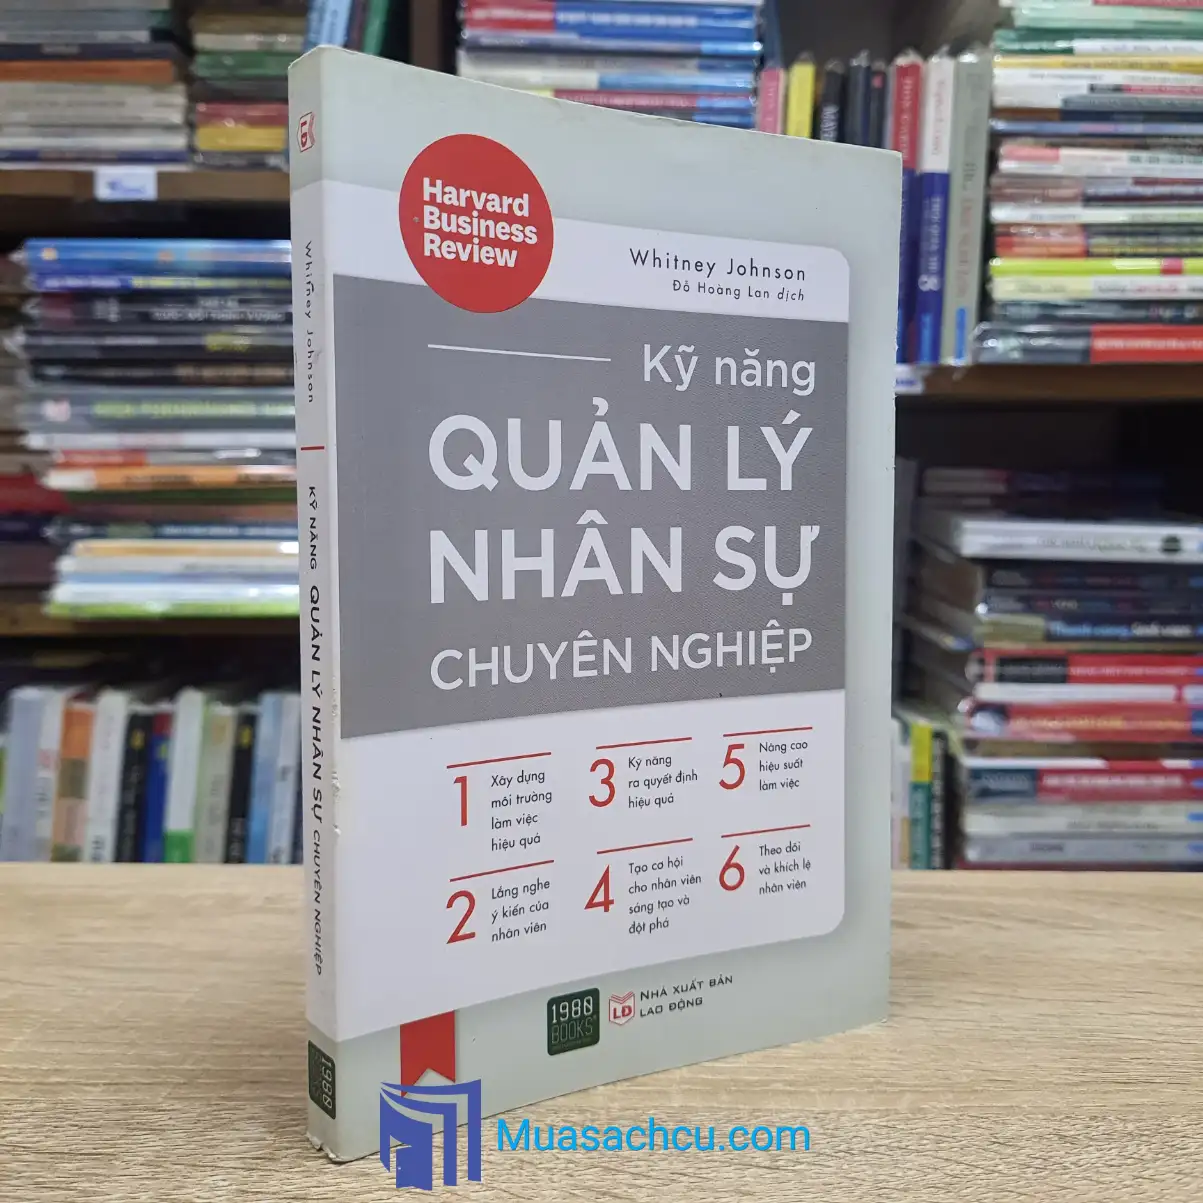 Harvard
Business
Review
Whitney Johnson
Đỗ Hoàng Lan dịch
Kỹ năng
QUẢN LÝ
NHÂN SỰ
CHUYÊN NGHIỆP
1 Xây dựng
môi trường
làm việc
hiệu quả
2 Lắng nghe
ý kiến của
nhân viên
3 Kỹ năng
ra quyết định
hiệu quả
4 Tạo cơ hội
cho nhân viên
sáng tạo và
đột phá
5 Nâng cao
hiệu suất
làm việc
6 Theo dõi
và khích lệ
nhân viên
1980
BOOKS
LD
NHÀ XUẤT BẢN
LAO ĐỘNG
LD
Whitney Johnson
KỸ NĂNG QUẢN LÝ NHÂN SỰ CHUYÊN NGHIỆP
1980
Muasachcu.com